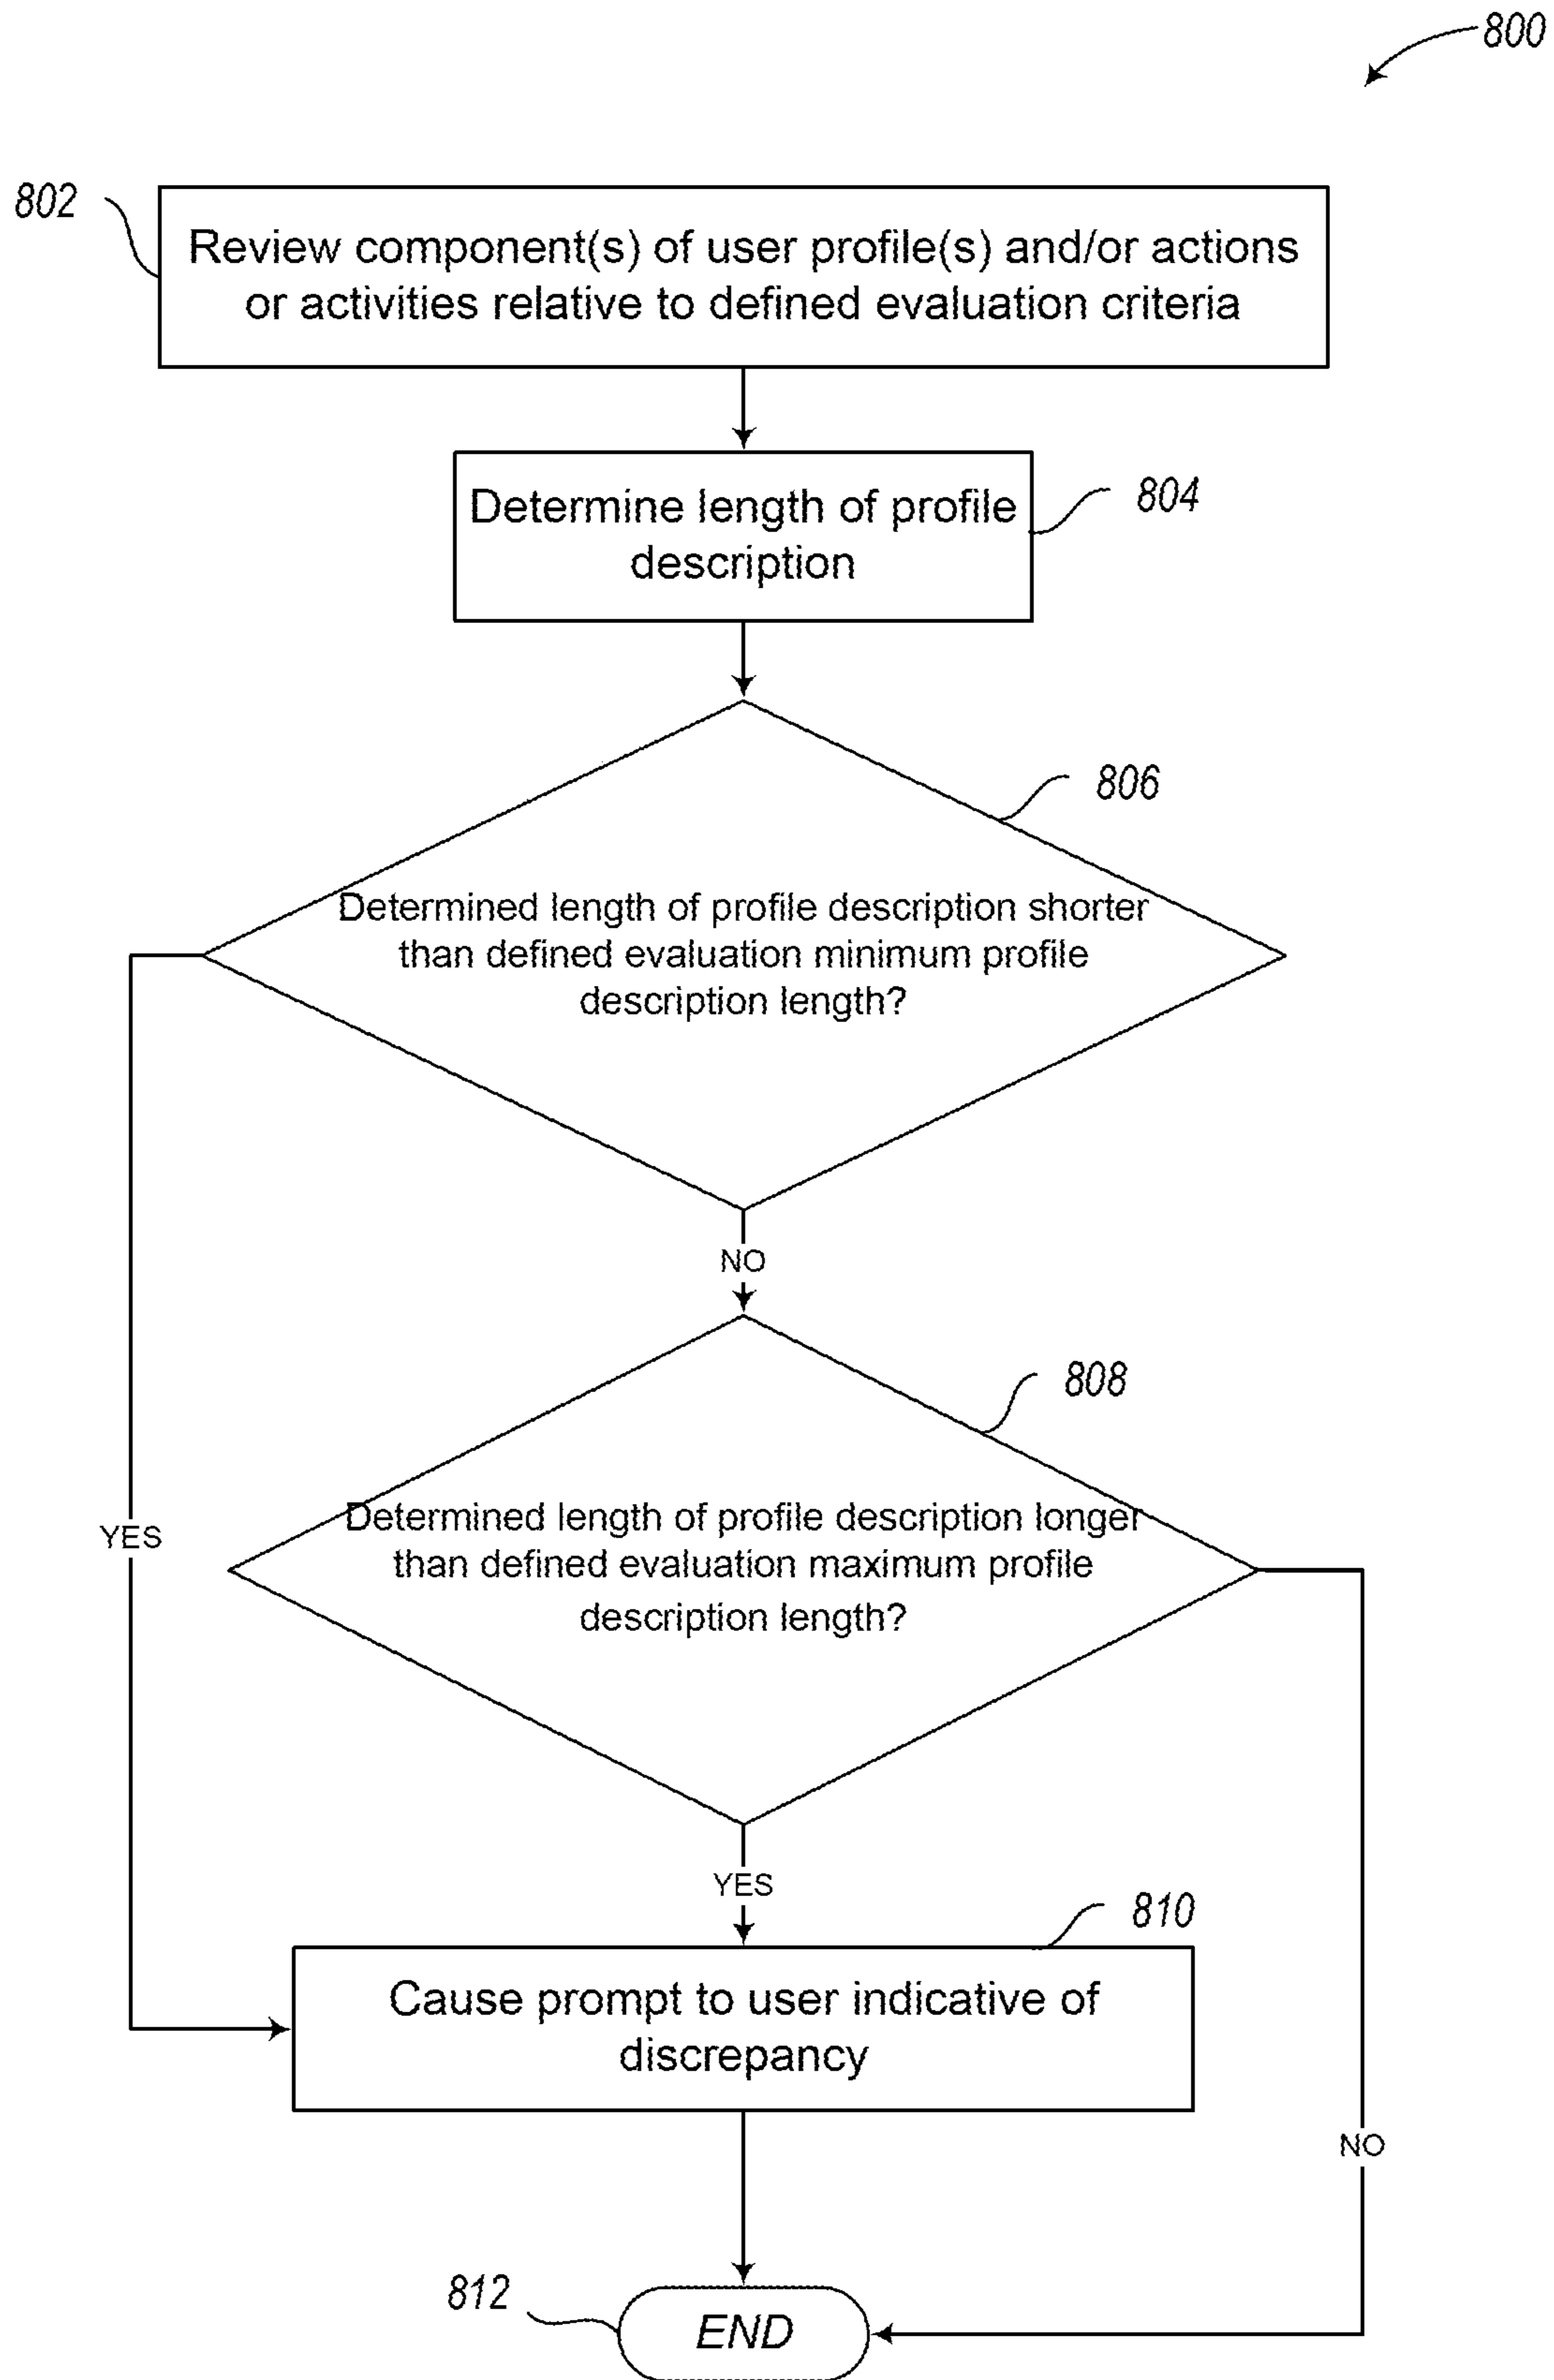 800
802
Review component(s) of user profile(s) and/or actions
or activities relative to defined evaluation criteria
Determine length of profile
description
804
806
Determined length of profile description shorter
than defined evaluation minimum profile
description length?
NO
808
Determined length of profile description longer
than defined evaluation maximum profile
description length?
YES
YES
810
Cause prompt to user indicative of
discrepancy
NO
812
END